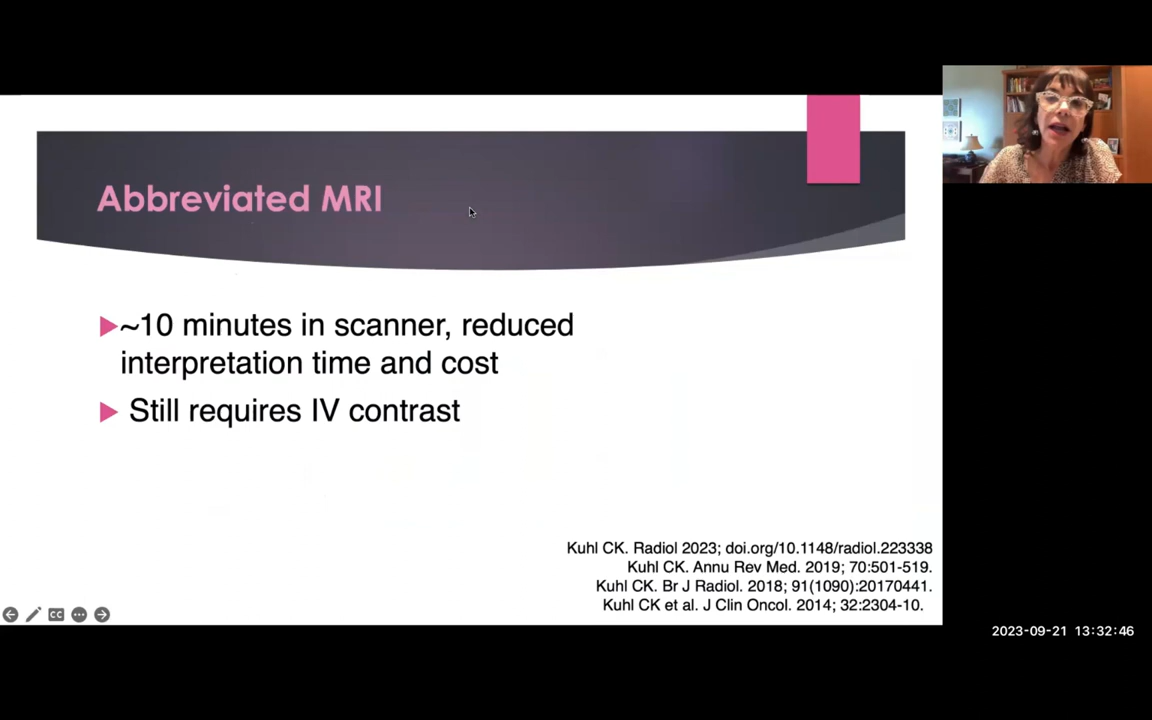 Abbreviated MRI
~10 minutes in scanner, reduced
interpretation time and cost
Still requires IV contrast
Kuhl CK. Radiol 2023; doi.org/10.1148/radiol.223338
Kuhl CK. Annu Rev Med. 2019; 70:501-519.
Kuhl CK. Br J Radiol. 2018; 91(1090):20170441.
Kuhl CK et al. J Clin Oncol. 2014; 32:2304-10.
CC
2023-09-21 13:32:46